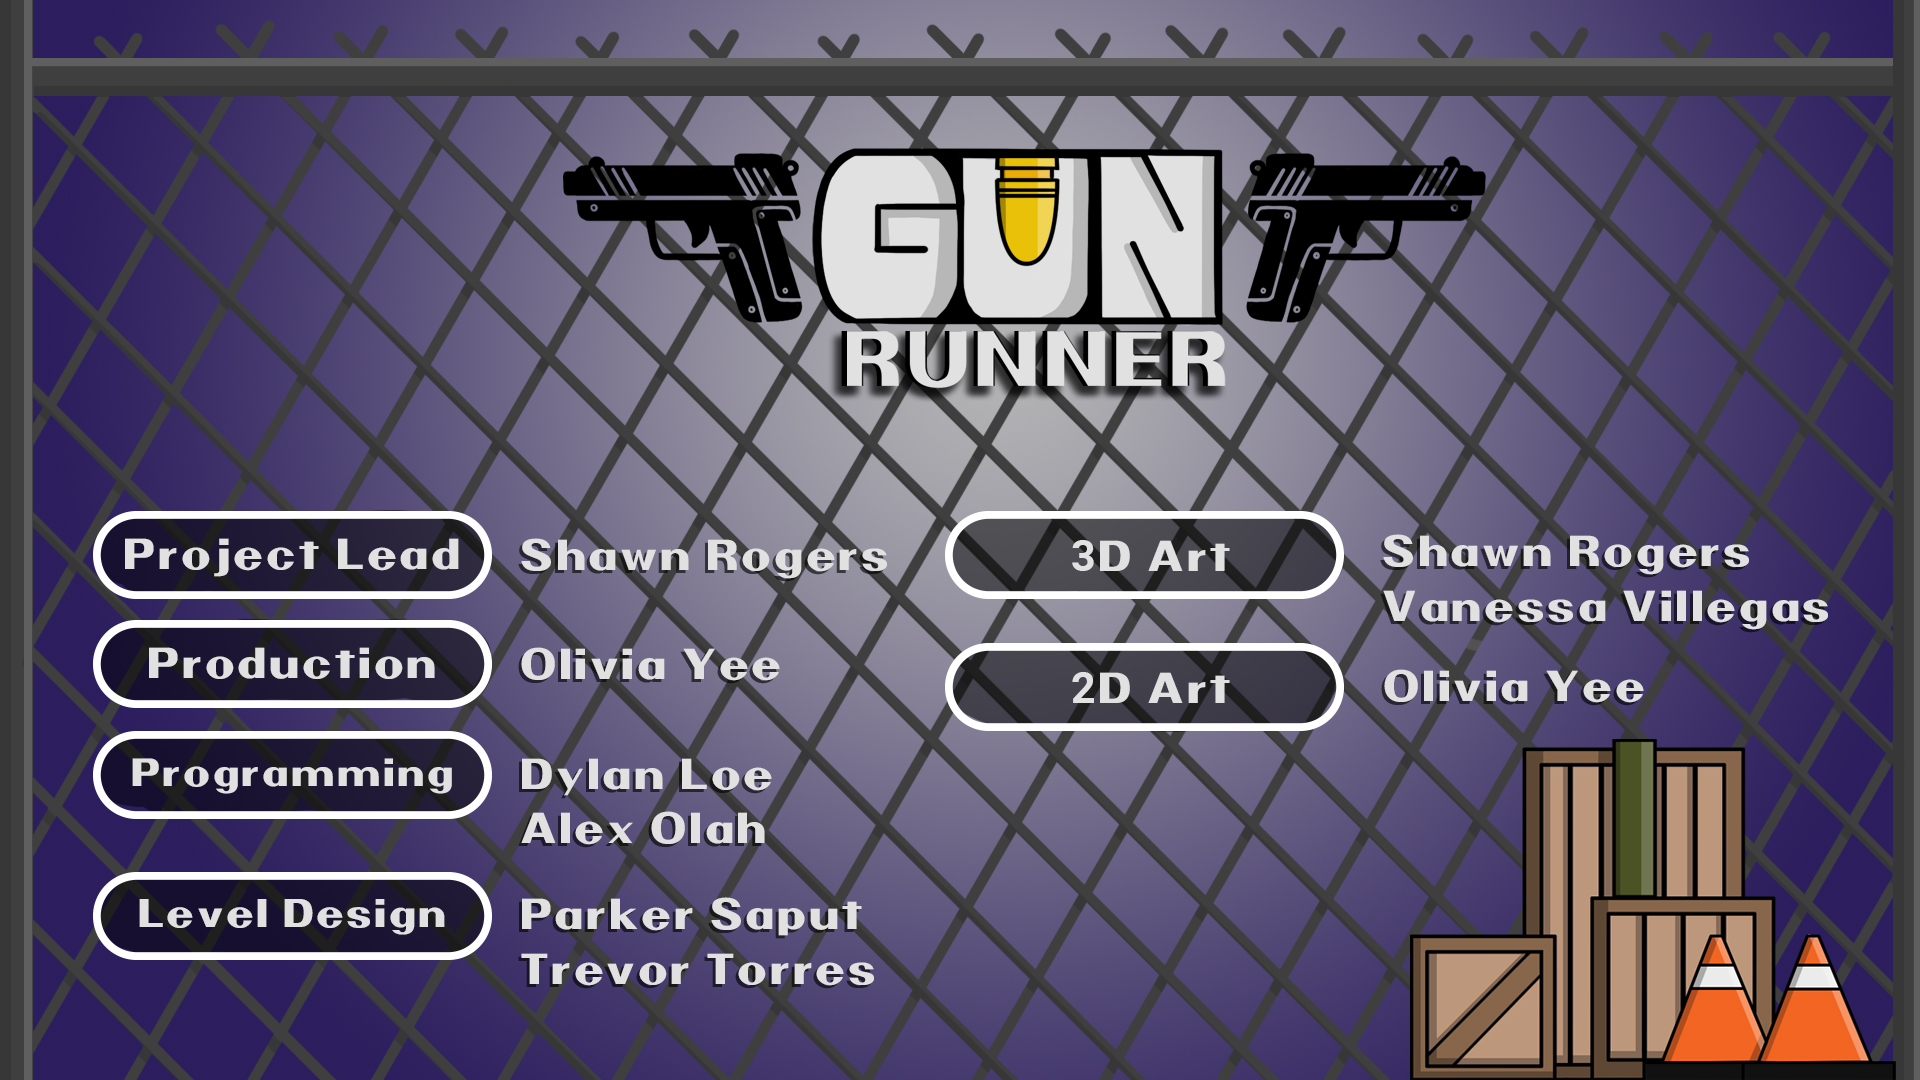 GUN
RUNNER
Project Lead
Shawn Rogers
Production
Olivia Yee
Programming
Dylan Loe
Alex Olah
Level Design
Parker Saput
Trevor Torres
3D Art
Shawn Rogers
Vanessa Villegas
2D Art
Olivia Yee